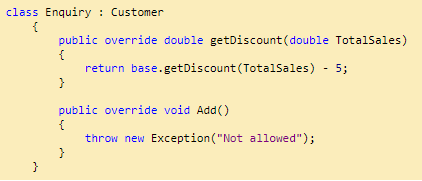 class Enquiry : Customer
{
public override double getDiscount(double TotalSales)
{
return base.getDiscount(TotalSales) - 5;
}
public override void Add()
{
throw new Exception("Not allowed");
}
}